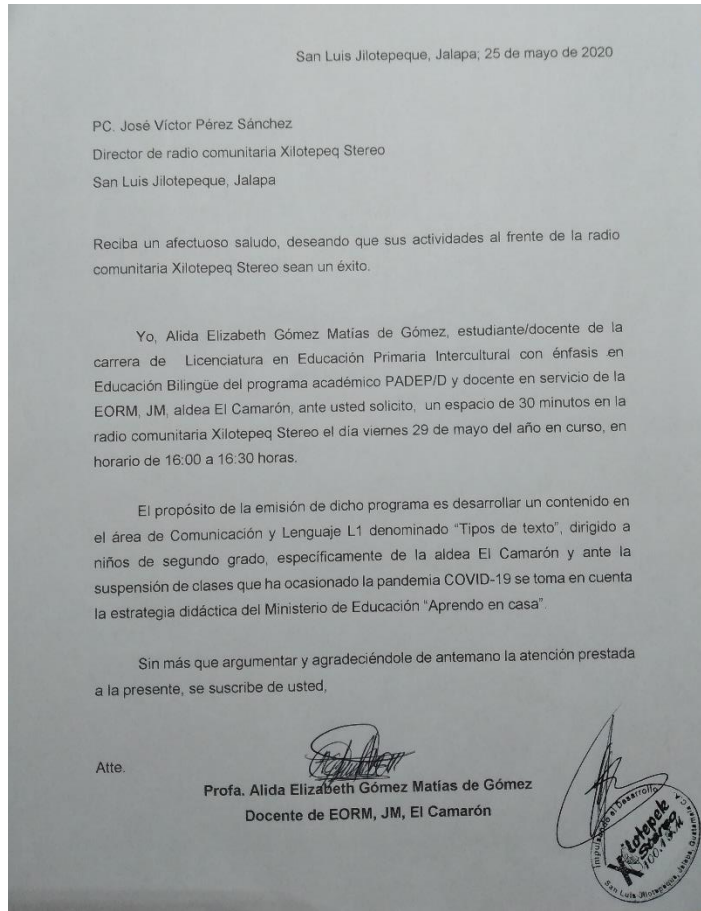 San Luis Jilotepeque, Jalapa; 25 de mayo de 2020
PC. José Víctor Pérez Sánchez
Director de radio comunitaria Xilotepeq Stereo
San Luis Jilotepeque, Jalapa
Reciba un afectuoso saludo, deseando que sus actividades al frente de la radio
comunitaria Xilotepeq Stereo sean un éxito.
Yo, Alida Elizabeth Gómez Matías de Gómez, estudiante/docente de la
carrera de Licenciatura en Educación Primaria Intercultural con énfasis en
Educación Bilingüe del programa académico PADEP/D y docente en servicio de la
EORM, JM, aldea El Camarón, ante usted solicito, un espacio de 30 minutos en la
radio comunitaria Xilotepeq Stereo el día viernes 29 de mayo del año en curso, en
horario de 16:00 a 16:30 horas.
El propósito de la emisión de dicho programa es desarrollar un contenido en
el área de Comunicación y Lenguaje L1 denominado “Tipos de texto”, dirigido a
niños de segundo grado, específicamente de la aldea El Camarón y ante la
suspensión de clases que ha ocasionado la pandemia COVID-19 se toma en cuenta
la estrategia didáctica del Ministerio de Educación “Aprendo en casa”.
Sin más que argumentar y agradeciéndole de antemano la atención prestada
a la presente, se suscribe de usted,
Atte.
Profa. Alida Elizabeth Gómez Matías de Gómez
Docente de EORM, JM, El Camarón
Impulsando el Desarrollo
Xilotepek
Stereo
San Luis Jilotepeque, Jalapa, Guatemala C.A.